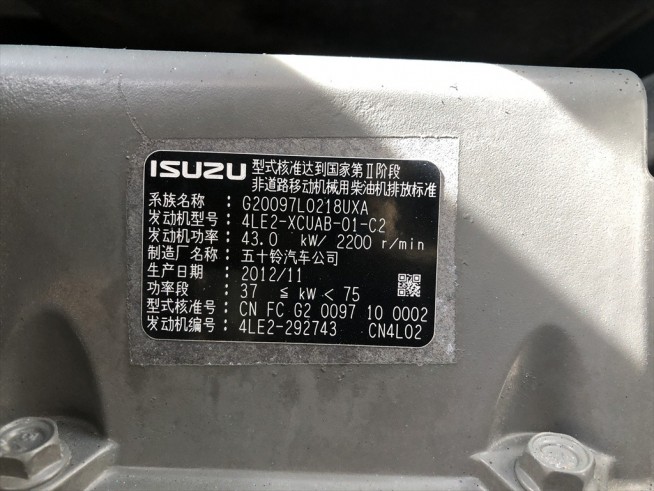 ISUZU 型式核准达到国家第Ⅱ阶段
非道路移动机械用柴油机排放标准
系族名称：G20097L0218UXA
发动机型号：4LE2-XCUAB-01-C2
发动机功率：43.0 kW/ 2200 r/min
制造厂名称：五十铃汽车公司
生产日期：2012/11
功率段：37 ≦ kW < 75
型式核准号：CN FC G2 0097 10 0002
发动机编号：4LE2-292743 CN4L02